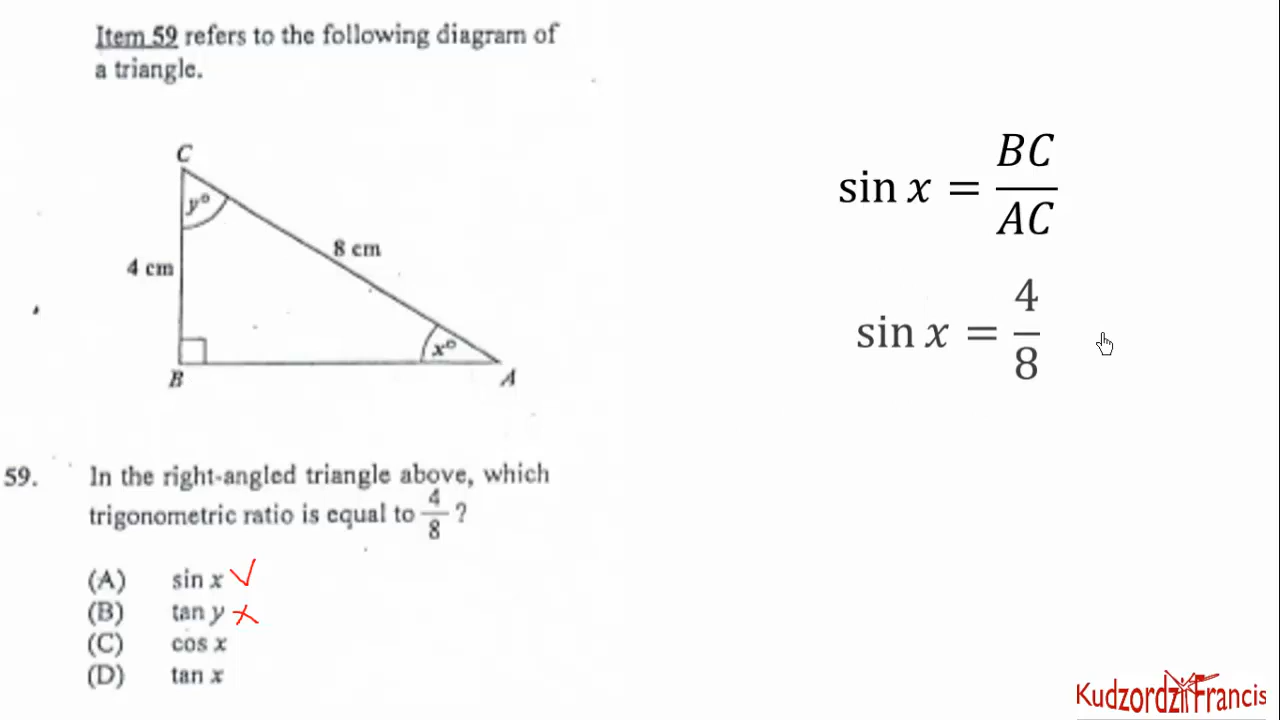 Item 59 refers to the following diagram of
a triangle.
C
y°
8 cm
4 cm
x°
B
A
59. In the right-angled triangle above, which
trigonometric ratio is equal to 4/8 ?
(A) sin x ✓
(B) tan y ✗
(C) cos x
(D) tan x
sin x = BC/AC
sin x = 4/8
Kudzordzi Francis